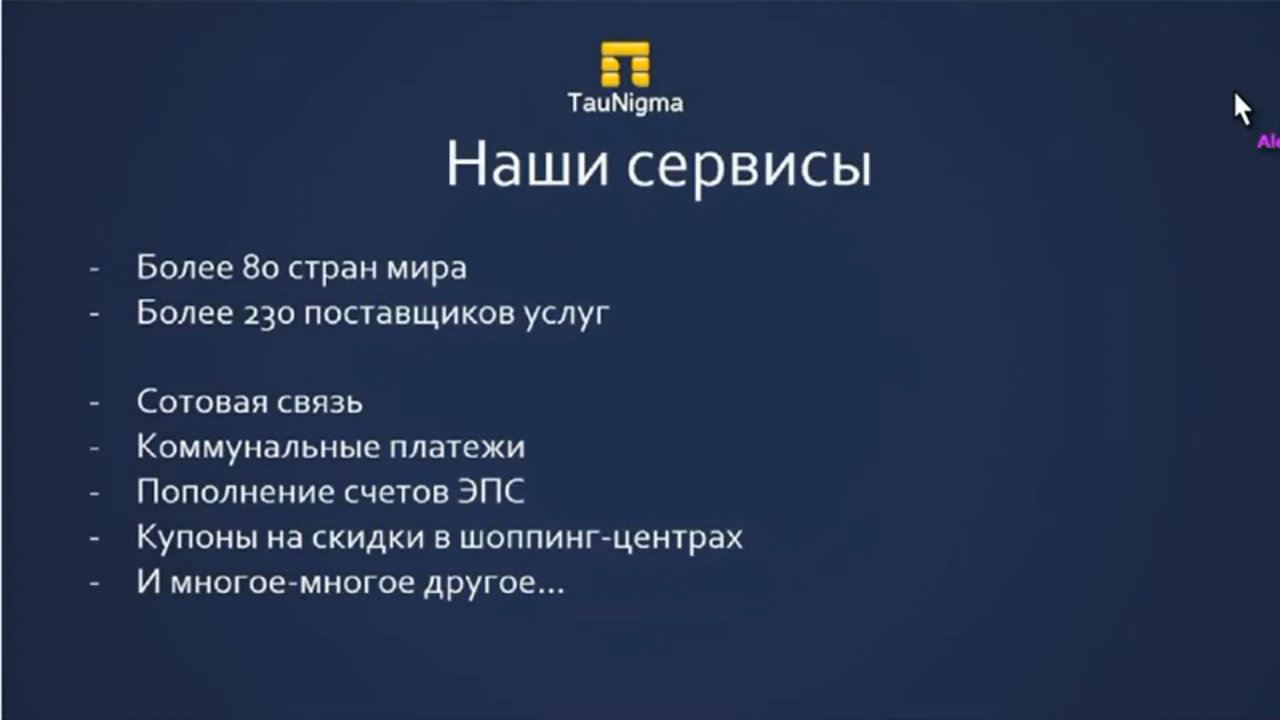 TauNigma
Наши сервисы
- Более 80 стран мира
- Более 230 поставщиков услуг
- Сотовая связь
- Коммунальные платежи
- Пополнение счетов ЭПС
- Купоны на скидки в шоппинг-центрах
- И многое-многое другое...